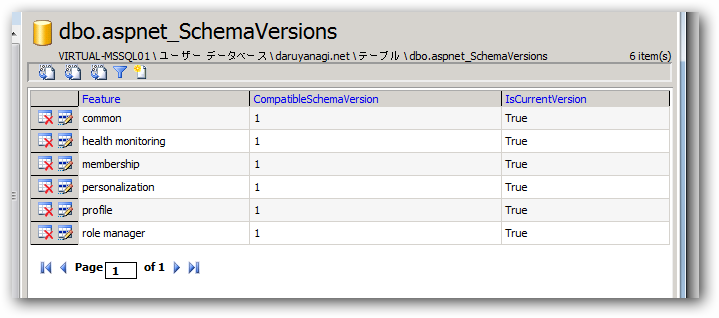 dbo.aspnet_SchemaVersions
VIRTUAL-MSSQL01 \ ユーザー データベース \ daruyanagi.net \ テーブル \ dbo.aspnet_SchemaVersions 6 item(s)
Feature CompatibleSchemaVersion IsCurrentVersion
common 1 True
health monitoring 1 True
membership 1 True
personalization 1 True
profile 1 True
role manager 1 True
Page 1 of 1